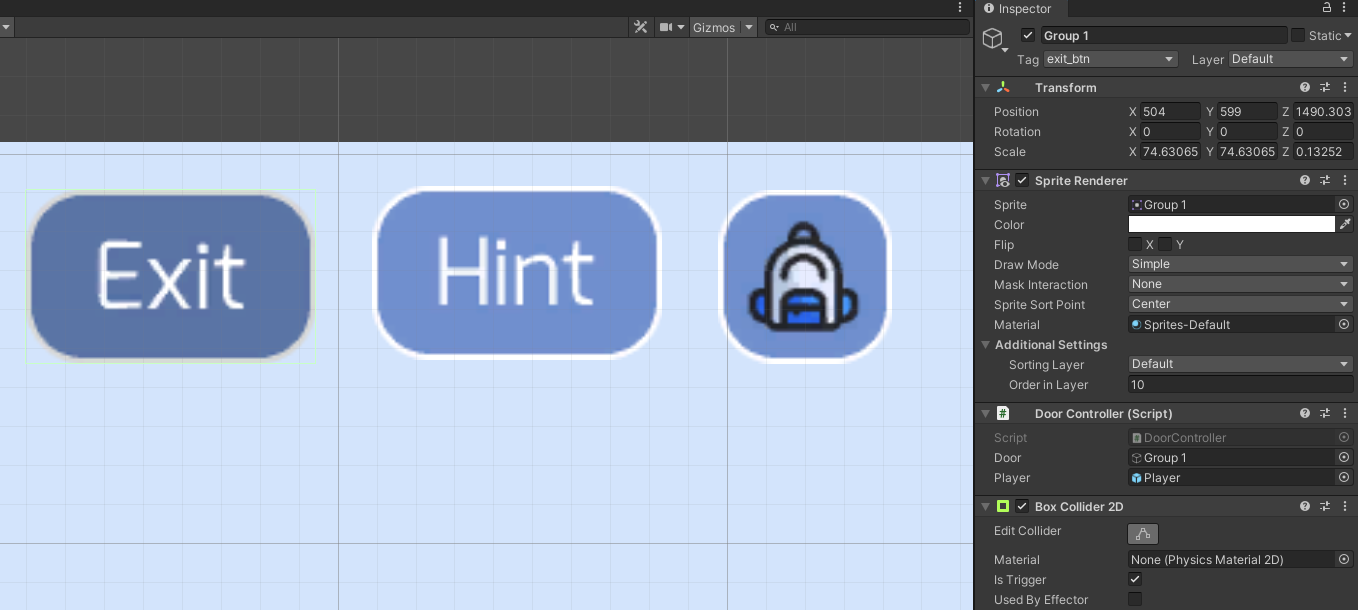 Inspector
Gizmos
All
Group 1
Static
Tag exit_btn Layer Default
Transform
Position X 504 Y 599 Z 1490.303
Rotation X 0 Y 0 Z 0
Scale X 74.63065 Y 74.63065 Z 0.13252
Sprite Renderer
Sprite Group 1
Color
Flip X Y
Draw Mode Simple
Mask Interaction None
Sprite Sort Point Center
Material Sprites-Default
Additional Settings
Sorting Layer Default
Order in Layer 10
# Door Controller (Script)
Script # DoorController
Door Group 1
Player Player
Box Collider 2D
Edit Collider
Material None (Physics Material 2D)
Is Trigger
Used By Effector
Exit
Hint